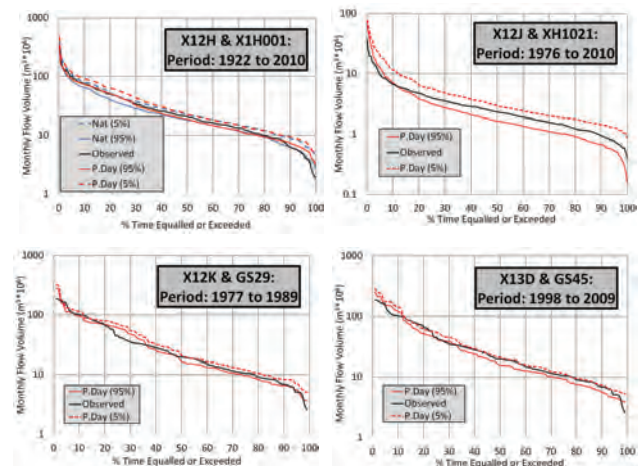 X12H & X1H001:
Period: 1922 to 2010
Monthly Flow Volume (m³*10⁶)
1000
100
10
1
Nat (5%)
Nat (95%)
Observed
P.Day (95%)
P.Day (5%)
0 10 20 30 40 50 60 70 80 90 100
% Time Equalled or Exceeded
X12J & XH1021:
Period: 1976 to 2010
Monthly Flow Volume (m³*10⁶)
100
10
1
0.1
P.Day (95%)
Observed
P.Day (5%)
0 10 20 30 40 50 60 70 80 90 100
% Time Equalled or Exceeded
X12K & GS29:
Period: 1977 to 1989
Monthly Flow Volume (m³*10⁶)
1000
100
10
1
P.Day (95%)
Observed
P.Day (5%)
0 10 20 30 40 50 60 70 80 90 100
% Time Equalled or Exceeded
X13D & GS45:
Period: 1998 to 2009
Monthly Flow Volume (m³*10⁶)
1000
100
10
1
P.Day (95%)
Observed
P.Day (5%)
0 10 20 30 40 50 60 70 80 90 100
% Time Equalled or Exceeded